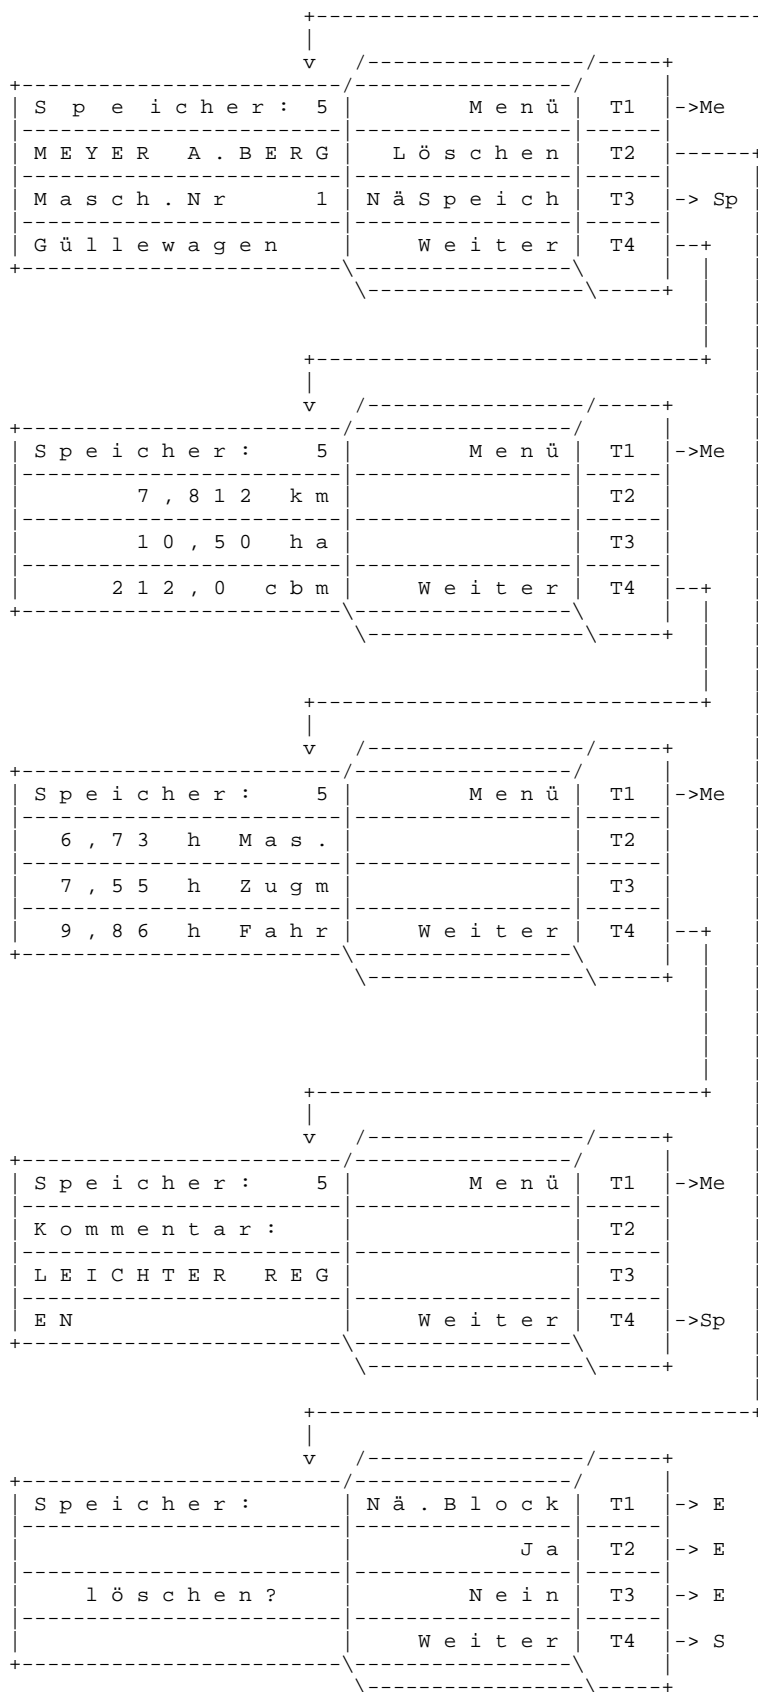 Speicher: 5 Menü T1 ->Me
MEYER A.BERG Löschen T2
Masch.Nr 1 NäSpeich T3 -> Sp
Güllewagen Weiter T4
Speicher: 5 Menü T1 ->Me
7,812 km T2
10,50 ha T3
212,0 cbm Weiter T4
Speicher: 5 Menü T1 ->Me
6,73 h Mas. T2
7,55 h Zugm T3
9,86 h Fahr Weiter T4
Speicher: 5 Menü T1 ->Me
Kommentar: T2
LEICHTER REG T3
EN Weiter T4 ->Sp
Speicher: Nä.Block T1 -> E
Ja T2 -> E
löschen? Nein T3 -> E
Weiter T4 -> S